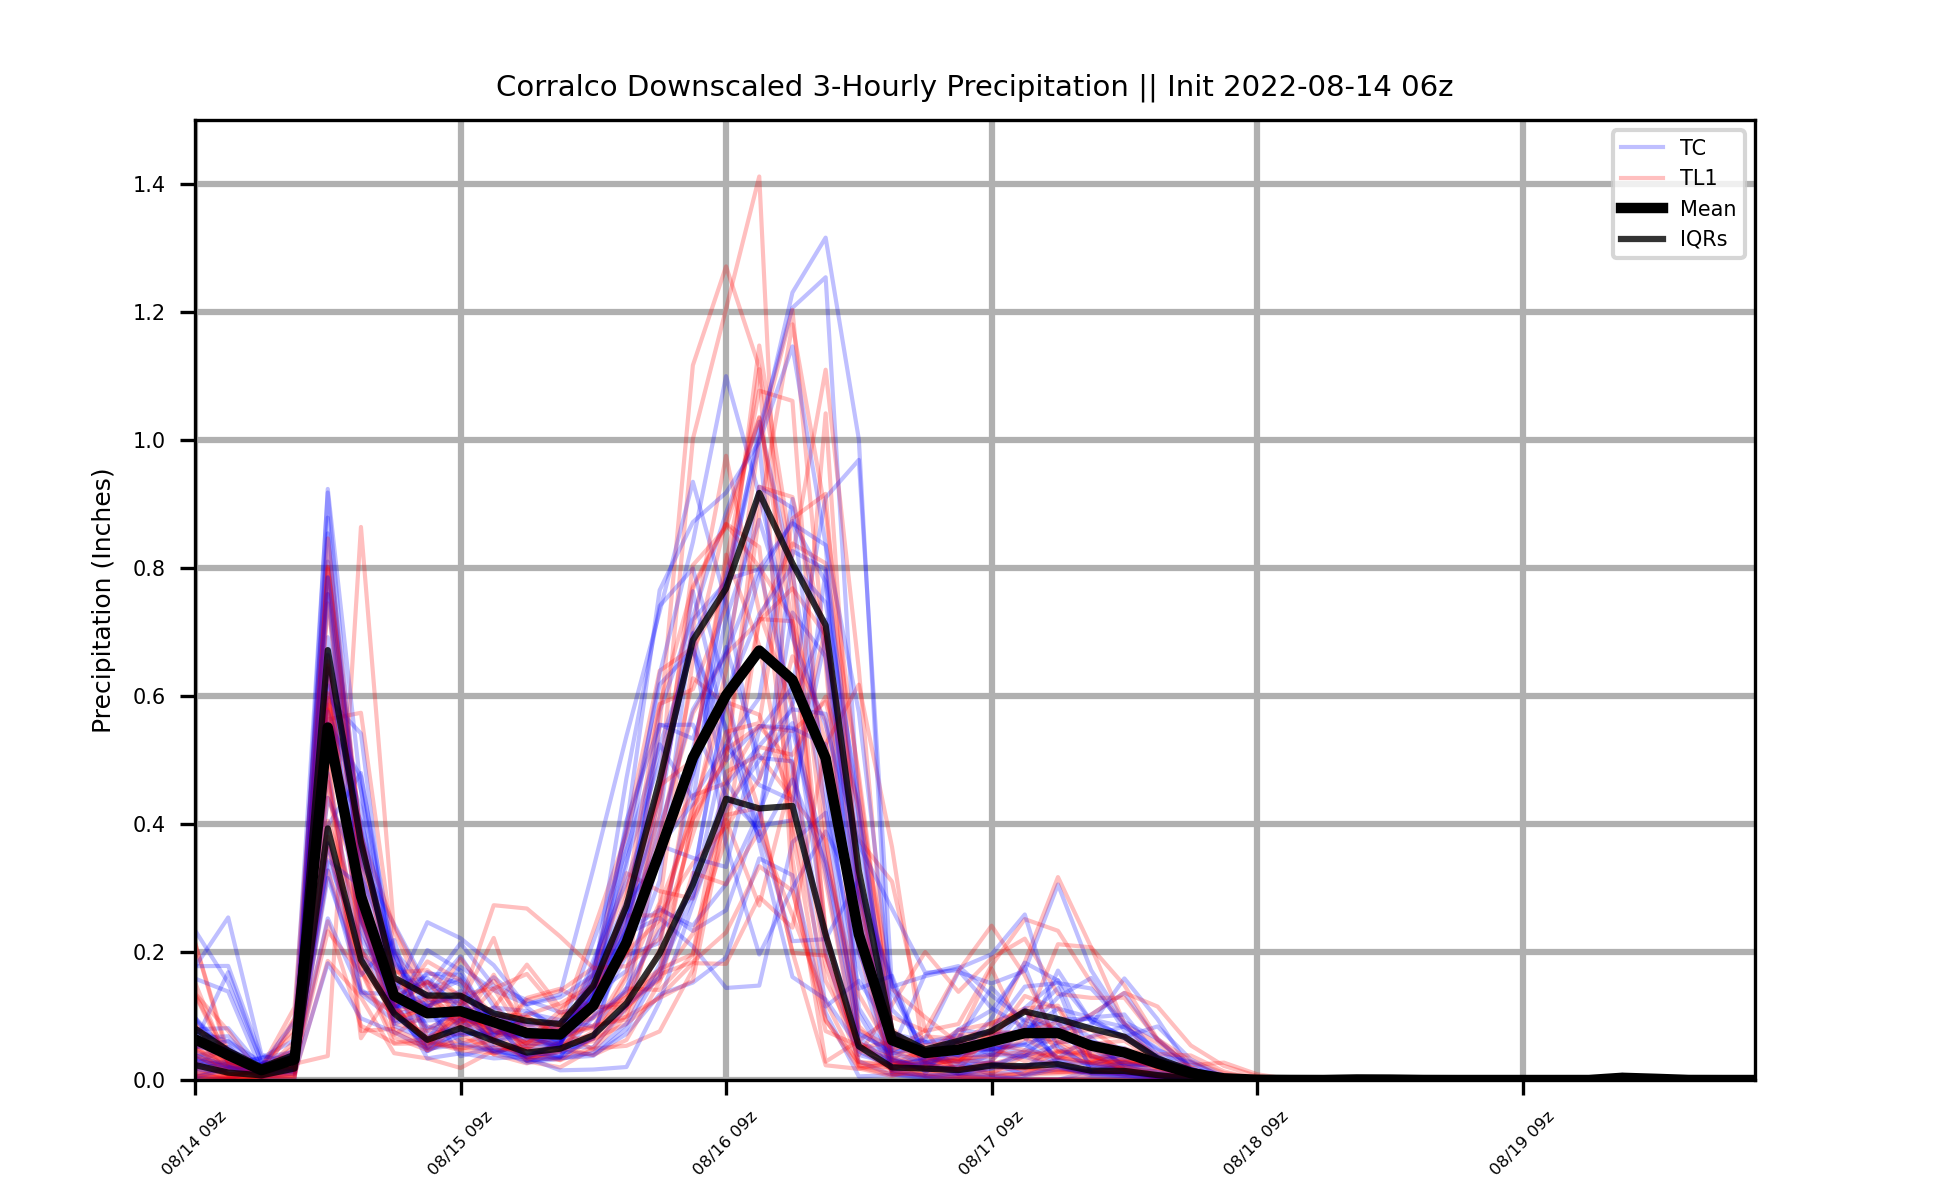 Corralco Downscaled 3-Hourly Precipitation || Init 2022-08-14 06z
TC
TL1
Mean
IQRs
Precipitation (Inches)
1.4
1.2
1.0
0.8
0.6
0.4
0.2
0.0
08/14 09z
08/15 09z
08/16 09z
08/17 09z
08/18 09z
08/19 09z